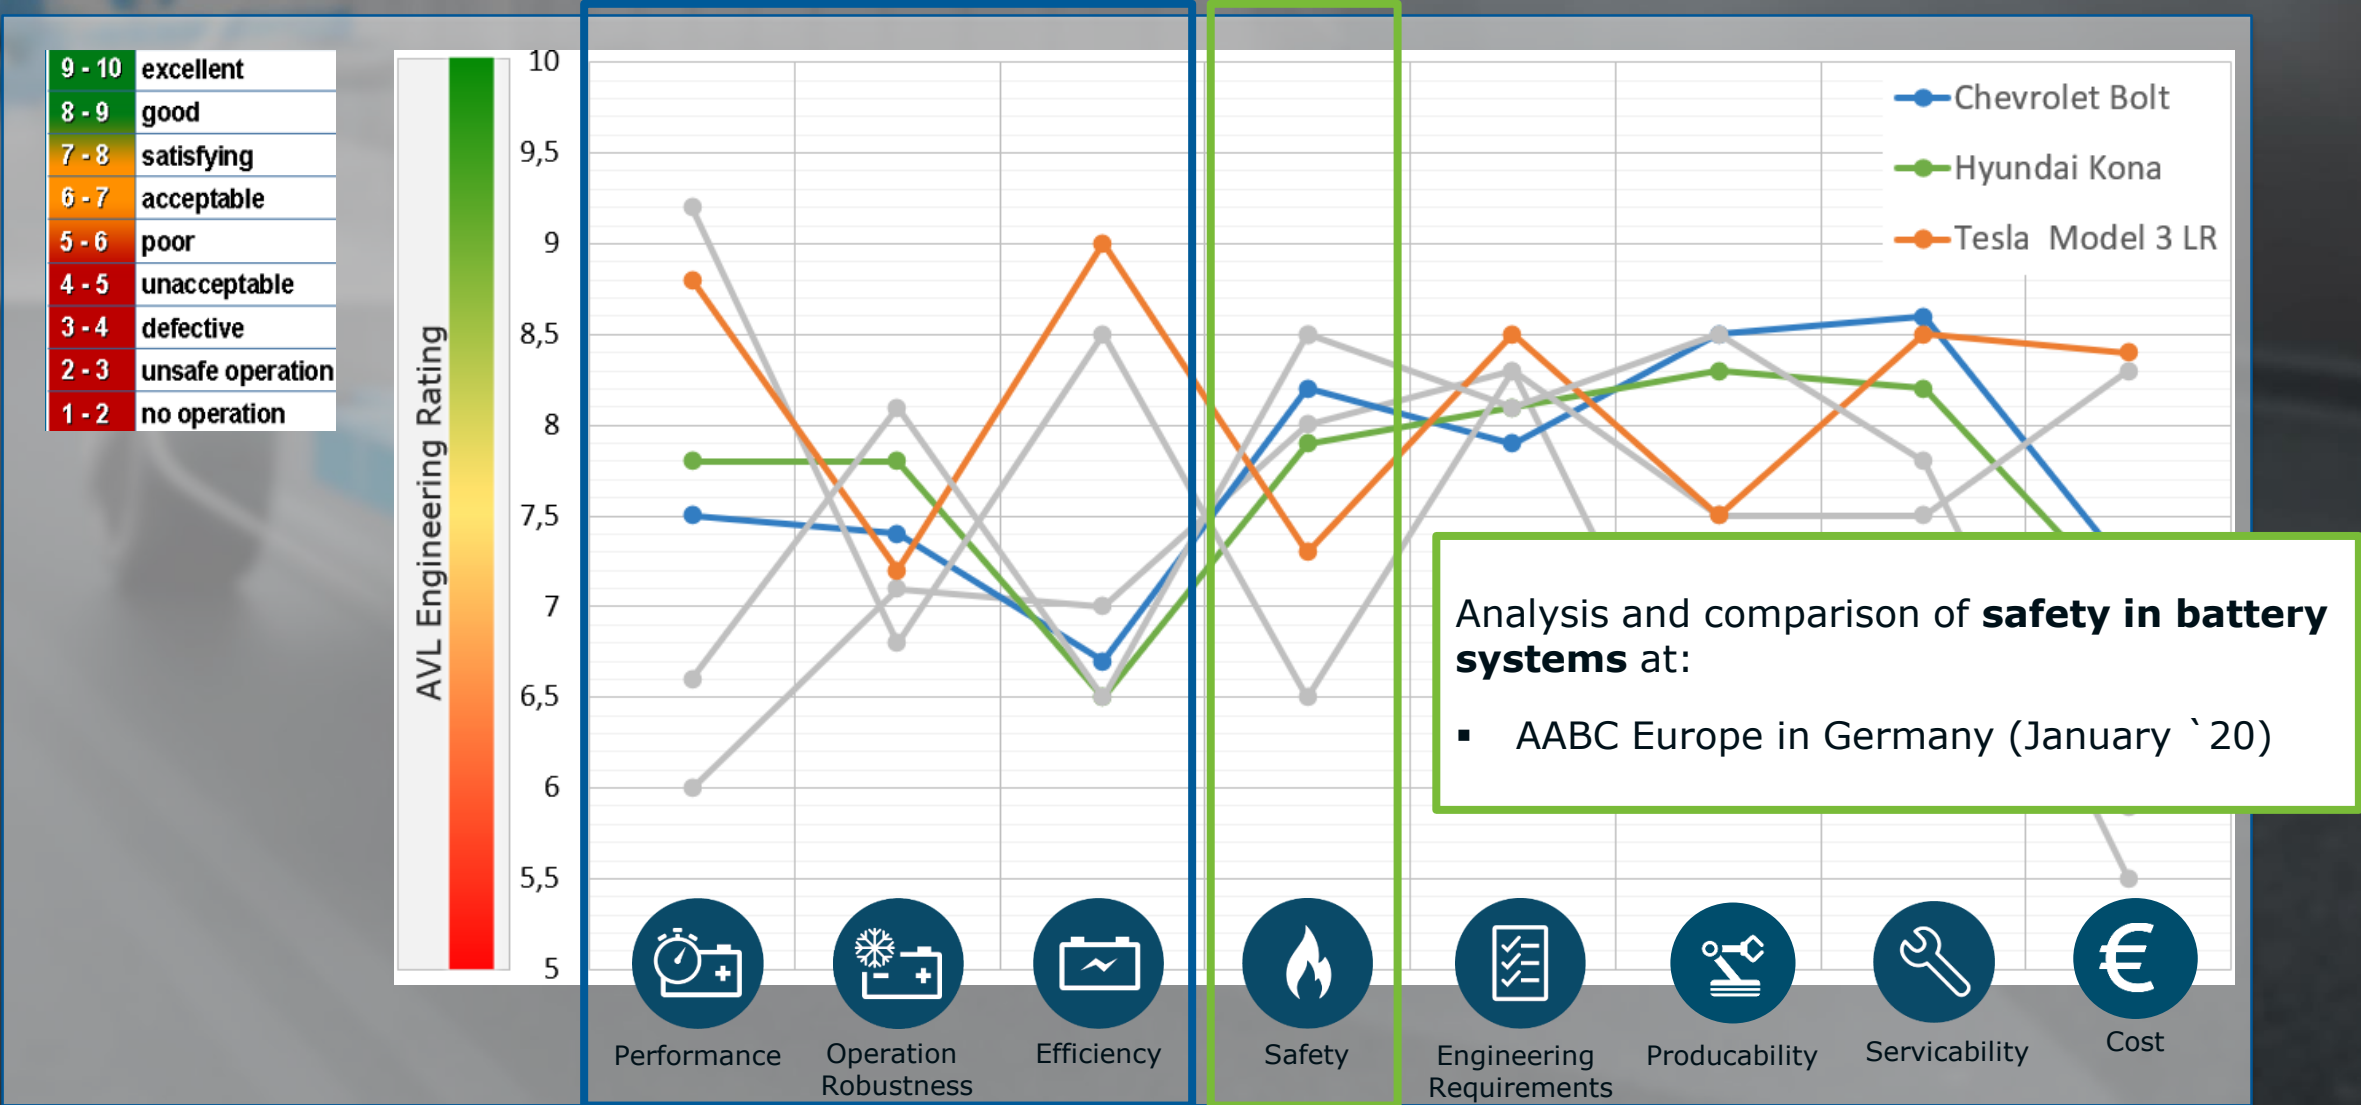 9 - 10 excellent
8 - 9 good
7 - 8 satisfying
6 - 7 acceptable
5 - 6 poor
4 - 5 unacceptable
3 - 4 defective
2 - 3 unsafe operation
1 - 2 no operation
AVL Engineering Rating
10
9,5
9
8,5
8
7,5
7
6,5
6
5,5
5
Chevrolet Bolt
Hyundai Kona
Tesla Model 3 LR
Analysis and comparison of safety in battery
systems at:
▪ AABC Europe in Germany (January `20)
Performance
Operation
Robustness
Efficiency
Safety
Engineering
Requirements
Producability
Servicability
€
Cost